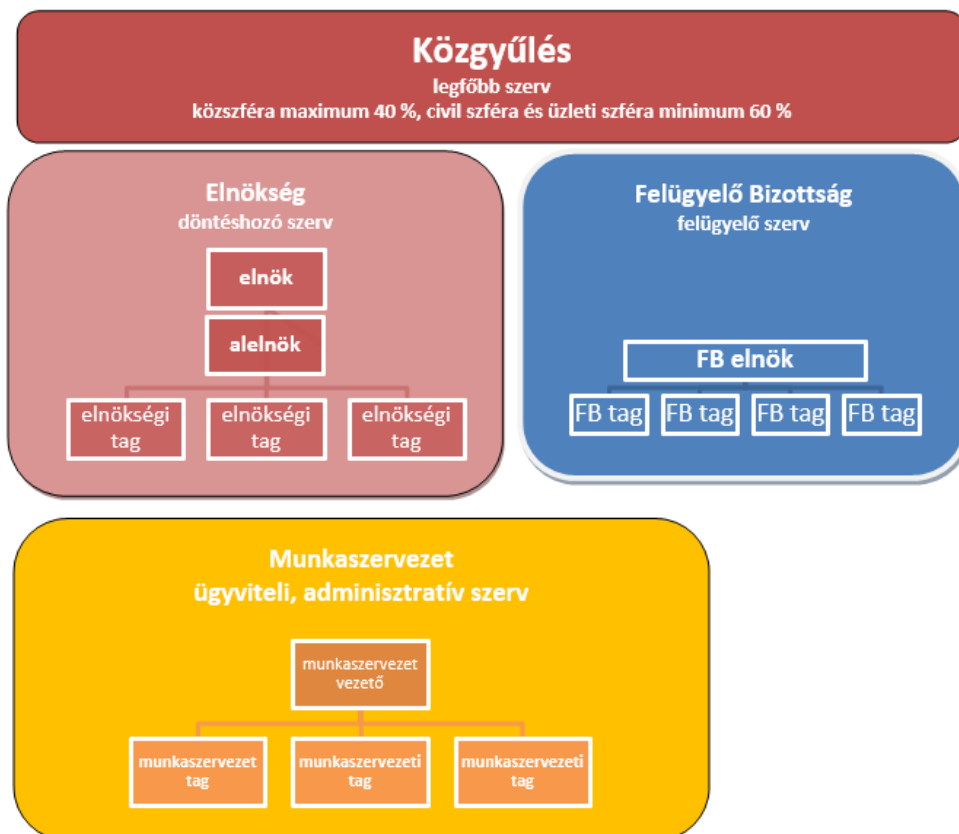 Közgyűlés
legfőbb szerv
közszféra maximum 40 %, civil szféra és üzleti szféra minimum 60 %
Elnökség
döntéshozó szerv
elnök
alelnök
elnökségi
tag
elnökségi
tag
elnökségi
tag
Felügyelő Bizottság
felügyelő szerv
FB elnök
FB tag
FB tag
FB tag
FB tag
Munkaszervezet
ügyviteli, adminisztratív szerv
munkaszervezet
vezető
munkaszervezet
tag
munkaszervezeti
tag
munkaszervezeti
tag